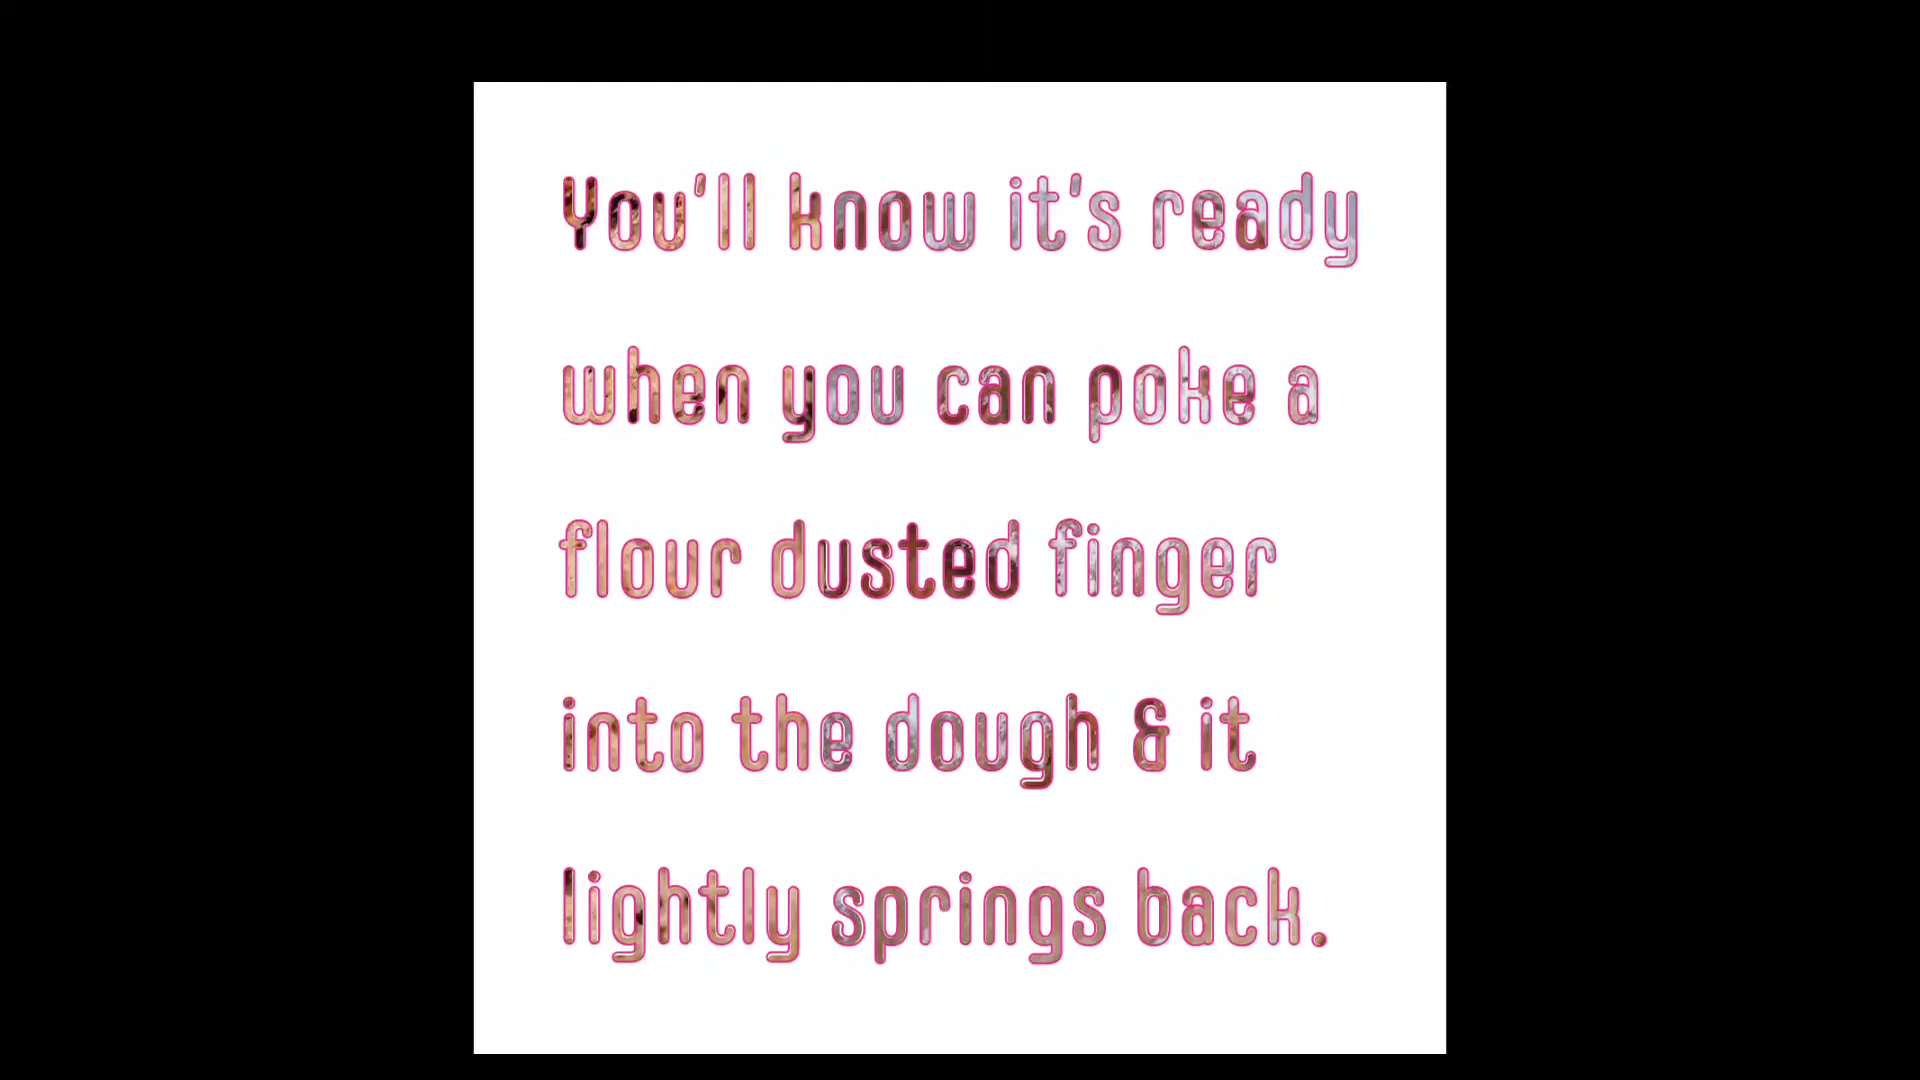 You'll know it's ready
when you can poke a
flour dusted finger
into the dough & it
lightly springs back.